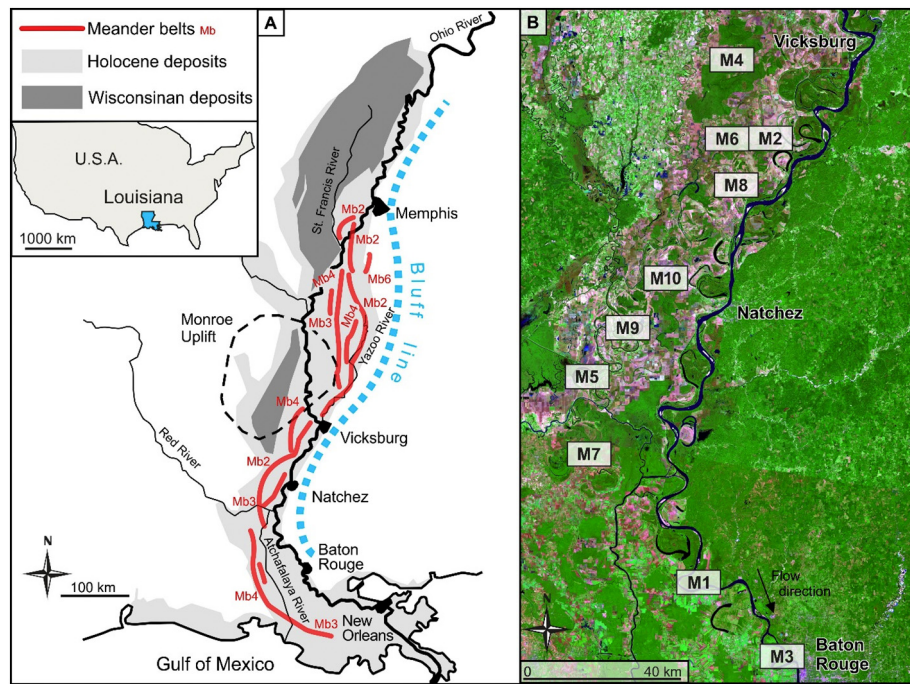 Meander belts Mb
Holocene deposits
Wisconsinan deposits
U.S.A.
Louisiana
1000 km
A
Ohio River
St. Francis River
Memphis
Mb2
Mb2
Mb4
Mb6
Mb2
Mb3
Mb4
Yazoo River
Bluff line
Monroe
Uplift
Mb4
Vicksburg
Red River
Mb2
Natchez
Mb3
Atchafalaya River
Baton
Rouge
N
100 km
Mb4
Mb3
New
Orleans
Gulf of Mexico
B
Vicksburg
M4
M6
M2
M8
M10
Natchez
M9
M5
M7
M1
Flow
direction
N
Baton
Rouge
M3
0
40 km